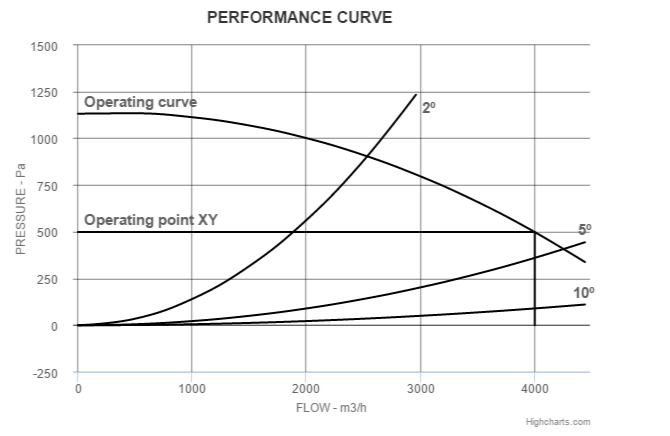 PERFORMANCE CURVE
1500
1250
Operating curve
2º
1000
750
Operating point XY
500
5º
250
10º
0
-250
PRESSURE - Pa
0 1000 2000 3000 4000
FLOW - m3/h
Highcharts.com